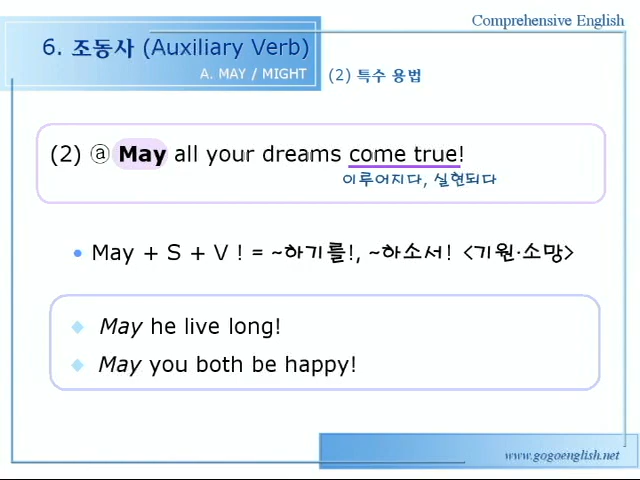 Comprehensive English
6. 조동사 (Auxiliary Verb)
A. MAY / MIGHT
(2) 특수 용법
(2) ⓐ May all your dreams come true!
이루어지다, 실현되다
• May + S + V ! = ~하기를!, ~하소서! <기원·소망>
◆ May he live long!
◆ May you both be happy!
www.gogoenglish.net